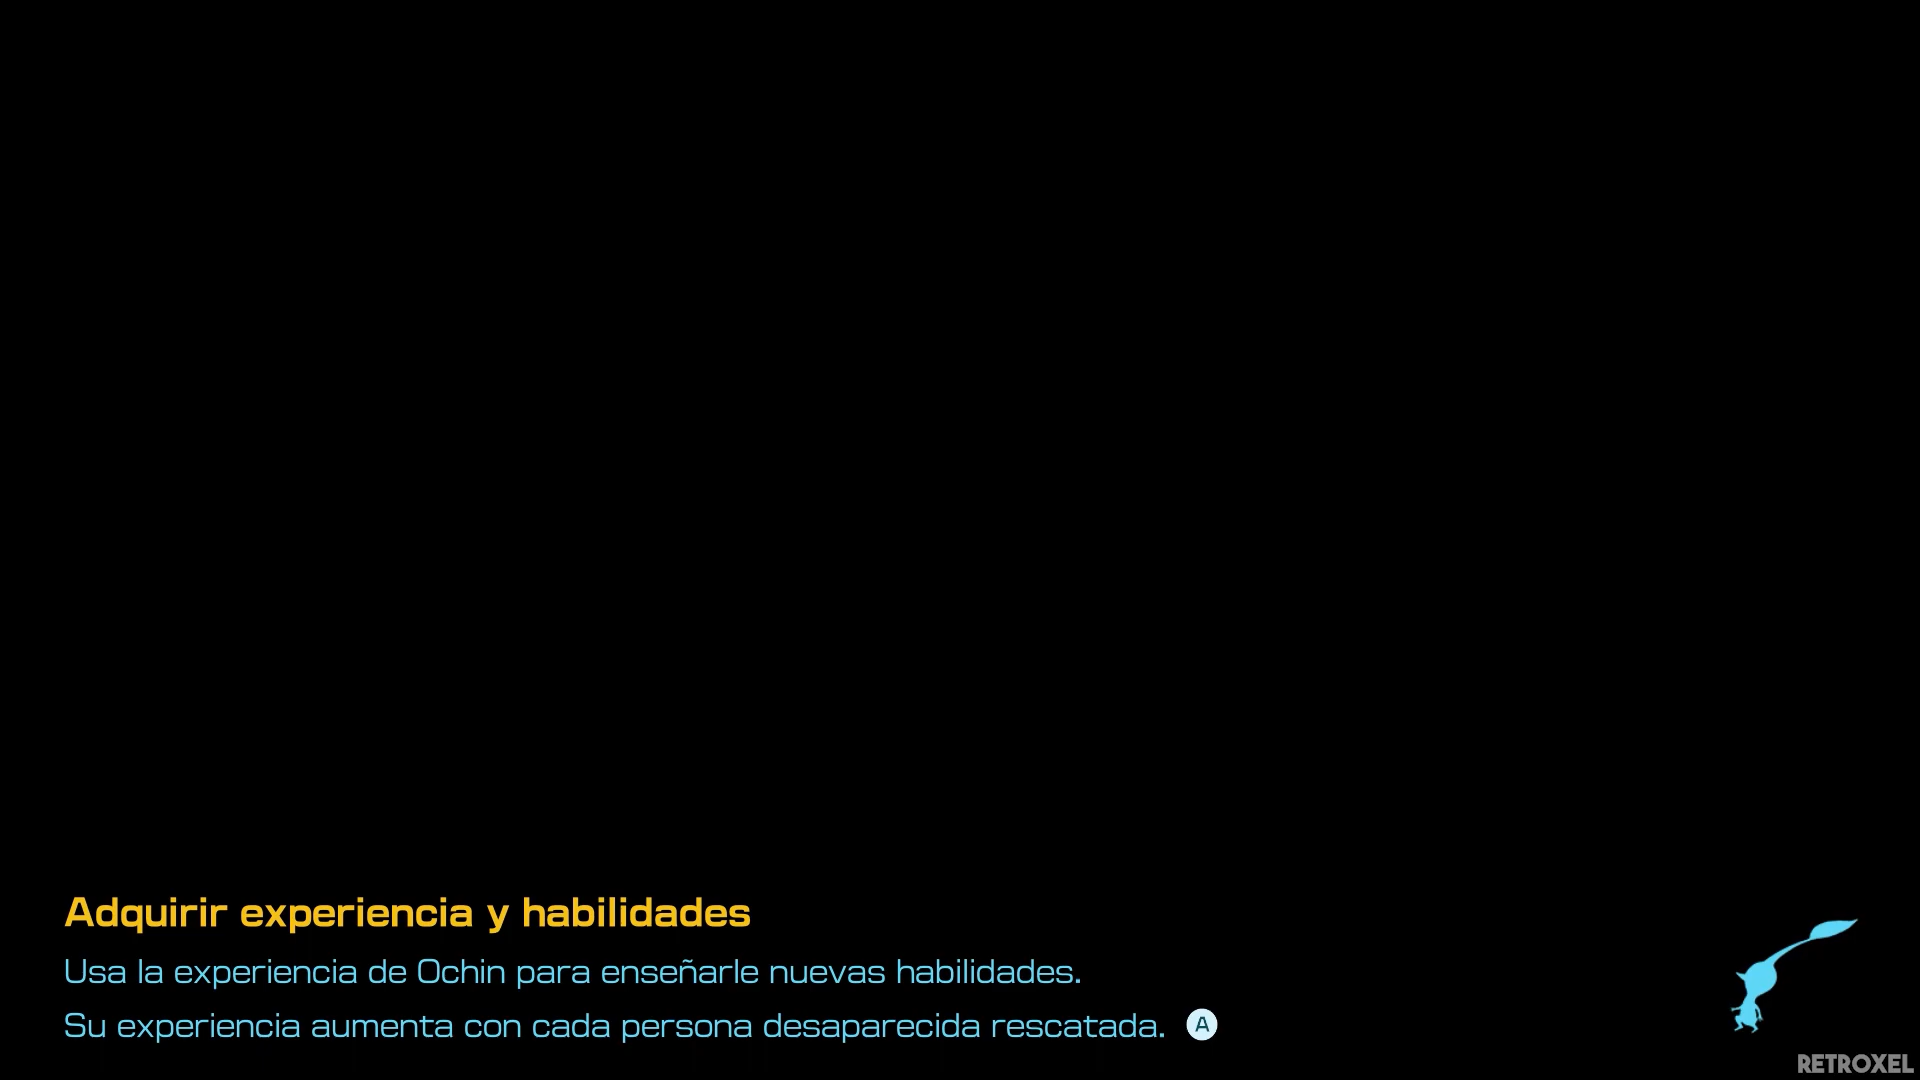 Adquirir experiencia y habilidades
Usa la experiencia de Ochin para enseñarle nuevas habilidades.
Su experiencia aumenta con cada persona desaparecida rescatada. A
RETROXEL